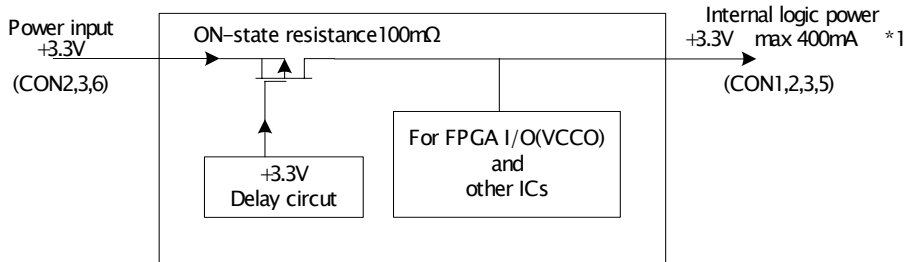 Power input
+3.3V
(CON2,3,6)
ON-state resistance100mΩ
Internal logic power
+3.3V max 400mA *1
(CON1,2,3,5)
+3.3V
Delay circut
For FPGA I/O(VCCO)
and
other ICs